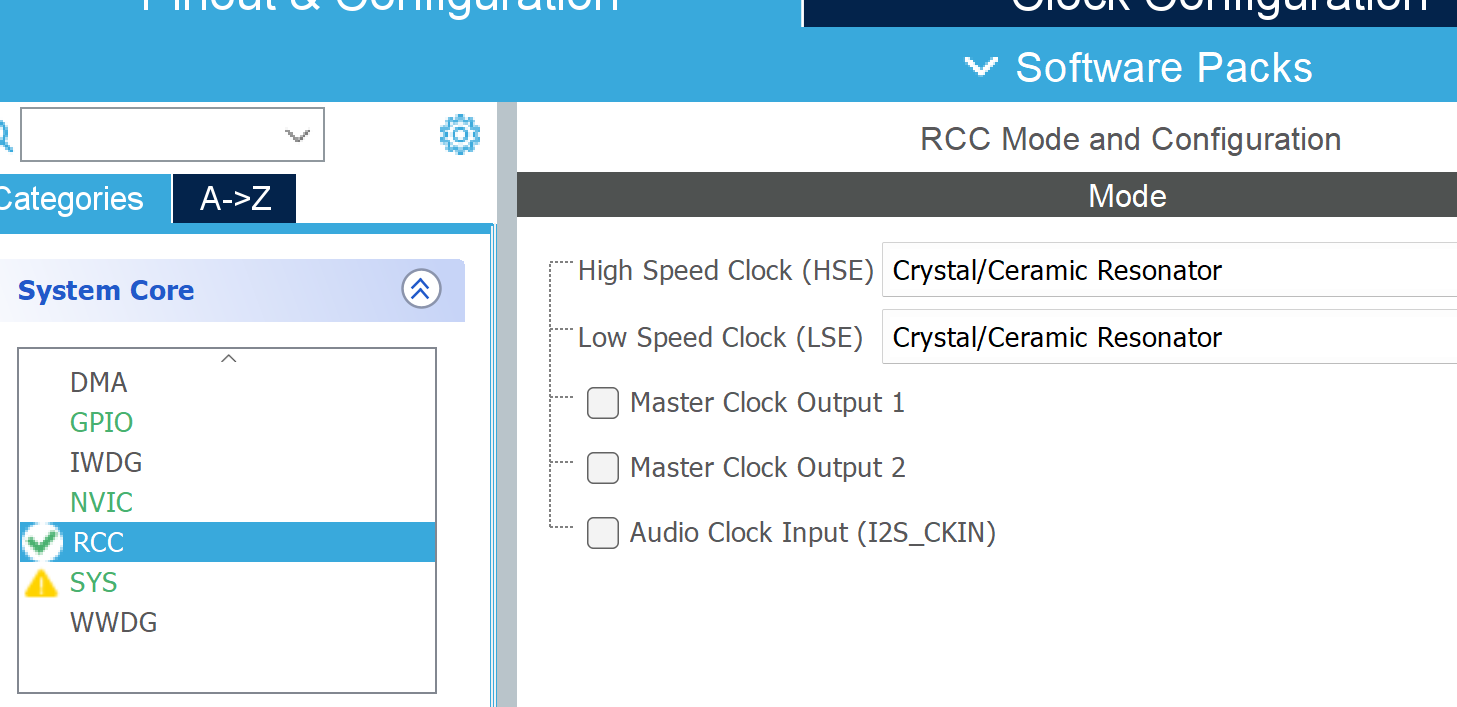 Pinout & Configuration
Clock Configuration
Software Packs
RCC Mode and Configuration
Categories
A->Z
Mode
System Core
High Speed Clock (HSE) Crystal/Ceramic Resonator
Low Speed Clock (LSE) Crystal/Ceramic Resonator
Master Clock Output 1
Master Clock Output 2
Audio Clock Input (I2S_CKIN)
DMA
GPIO
IWDG
NVIC
RCC
SYS
WWDG